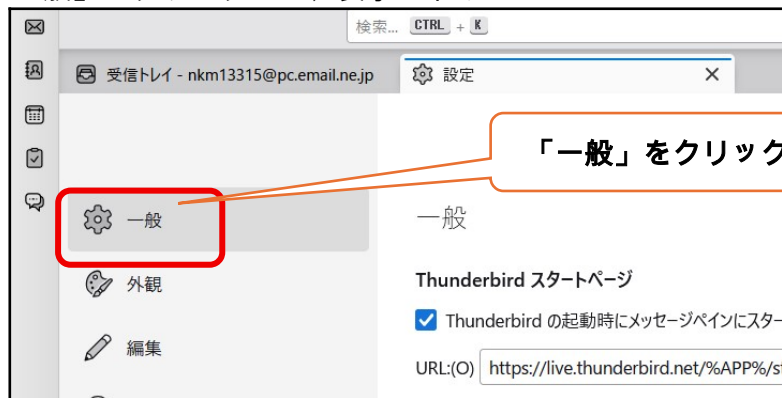 検索... CTRL + K
受信トレイ - nkm13315@pc.email.ne.jp
設定
「一般」をクリック
一般
一般
外観
Thunderbird スタートページ
Thunderbird の起動時にメッセージペインにスター
編集
URL:(O) https://live.thunderbird.net/%APP%/s